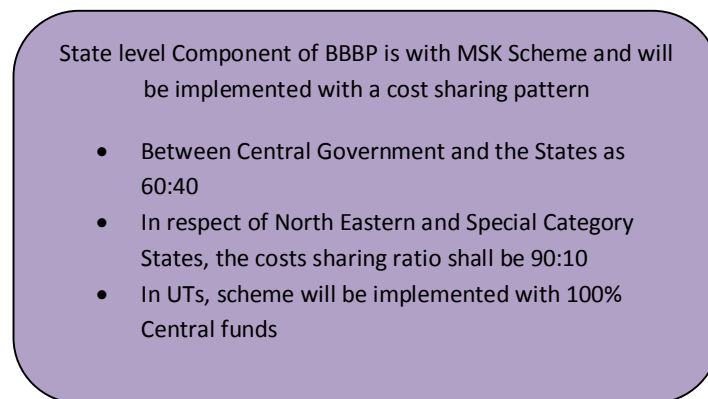 State level Component of BBBP is with MSK Scheme and will
be implemented with a cost sharing pattern
• Between Central Government and the States as
60:40
• In respect of North Eastern and Special Category
States, the costs sharing ratio shall be 90:10
• In UTs, scheme will be implemented with 100%
Central funds